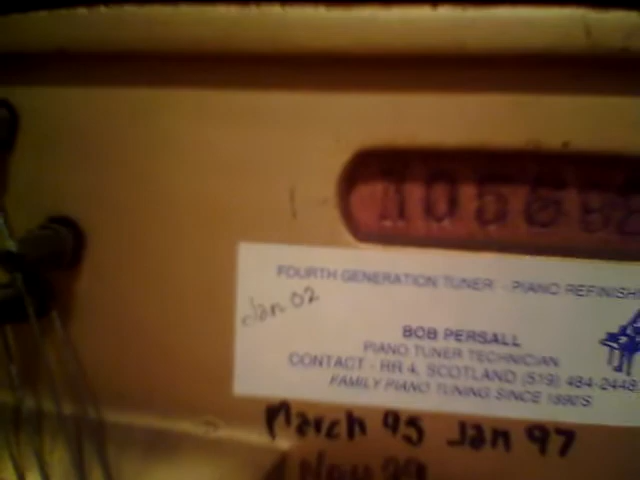 FOURTH GENERATION TUNER - PIANO REFINISH
Jan 02
BOB PERSALL
PIANO TUNER TECHNICIAN
CONTACT - RR 4, SCOTLAND (519) 484-2448
FAMILY PIANO TUNING SINCE 1880'S
March 95 Jan 97